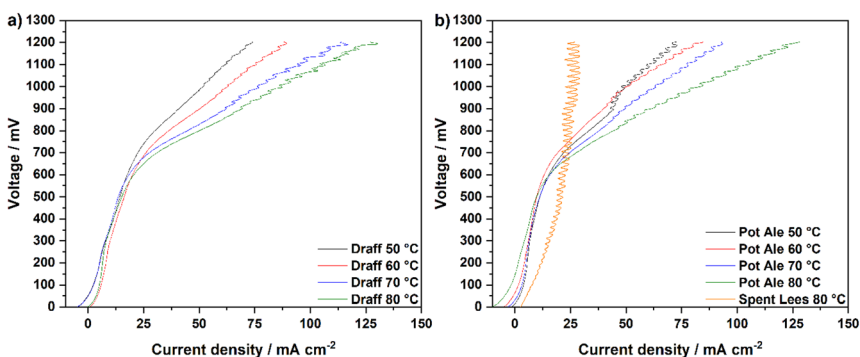 a)
1300
1200
1100
1000
900
800
700
600
500
400
300
200
100
0
Voltage / mV
Draff 50 °C
Draff 60 °C
Draff 70 °C
Draff 80 °C
0 25 50 75 100 125 150
Current density / mA cm⁻²
b)
1300
1200
1100
1000
900
800
700
600
500
400
300
200
100
0
Voltage / mV
Pot Ale 50 °C
Pot Ale 60 °C
Pot Ale 70 °C
Pot Ale 80 °C
Spent Lees 80 °C
0 25 50 75 100 125 150
Current density / mA cm⁻²